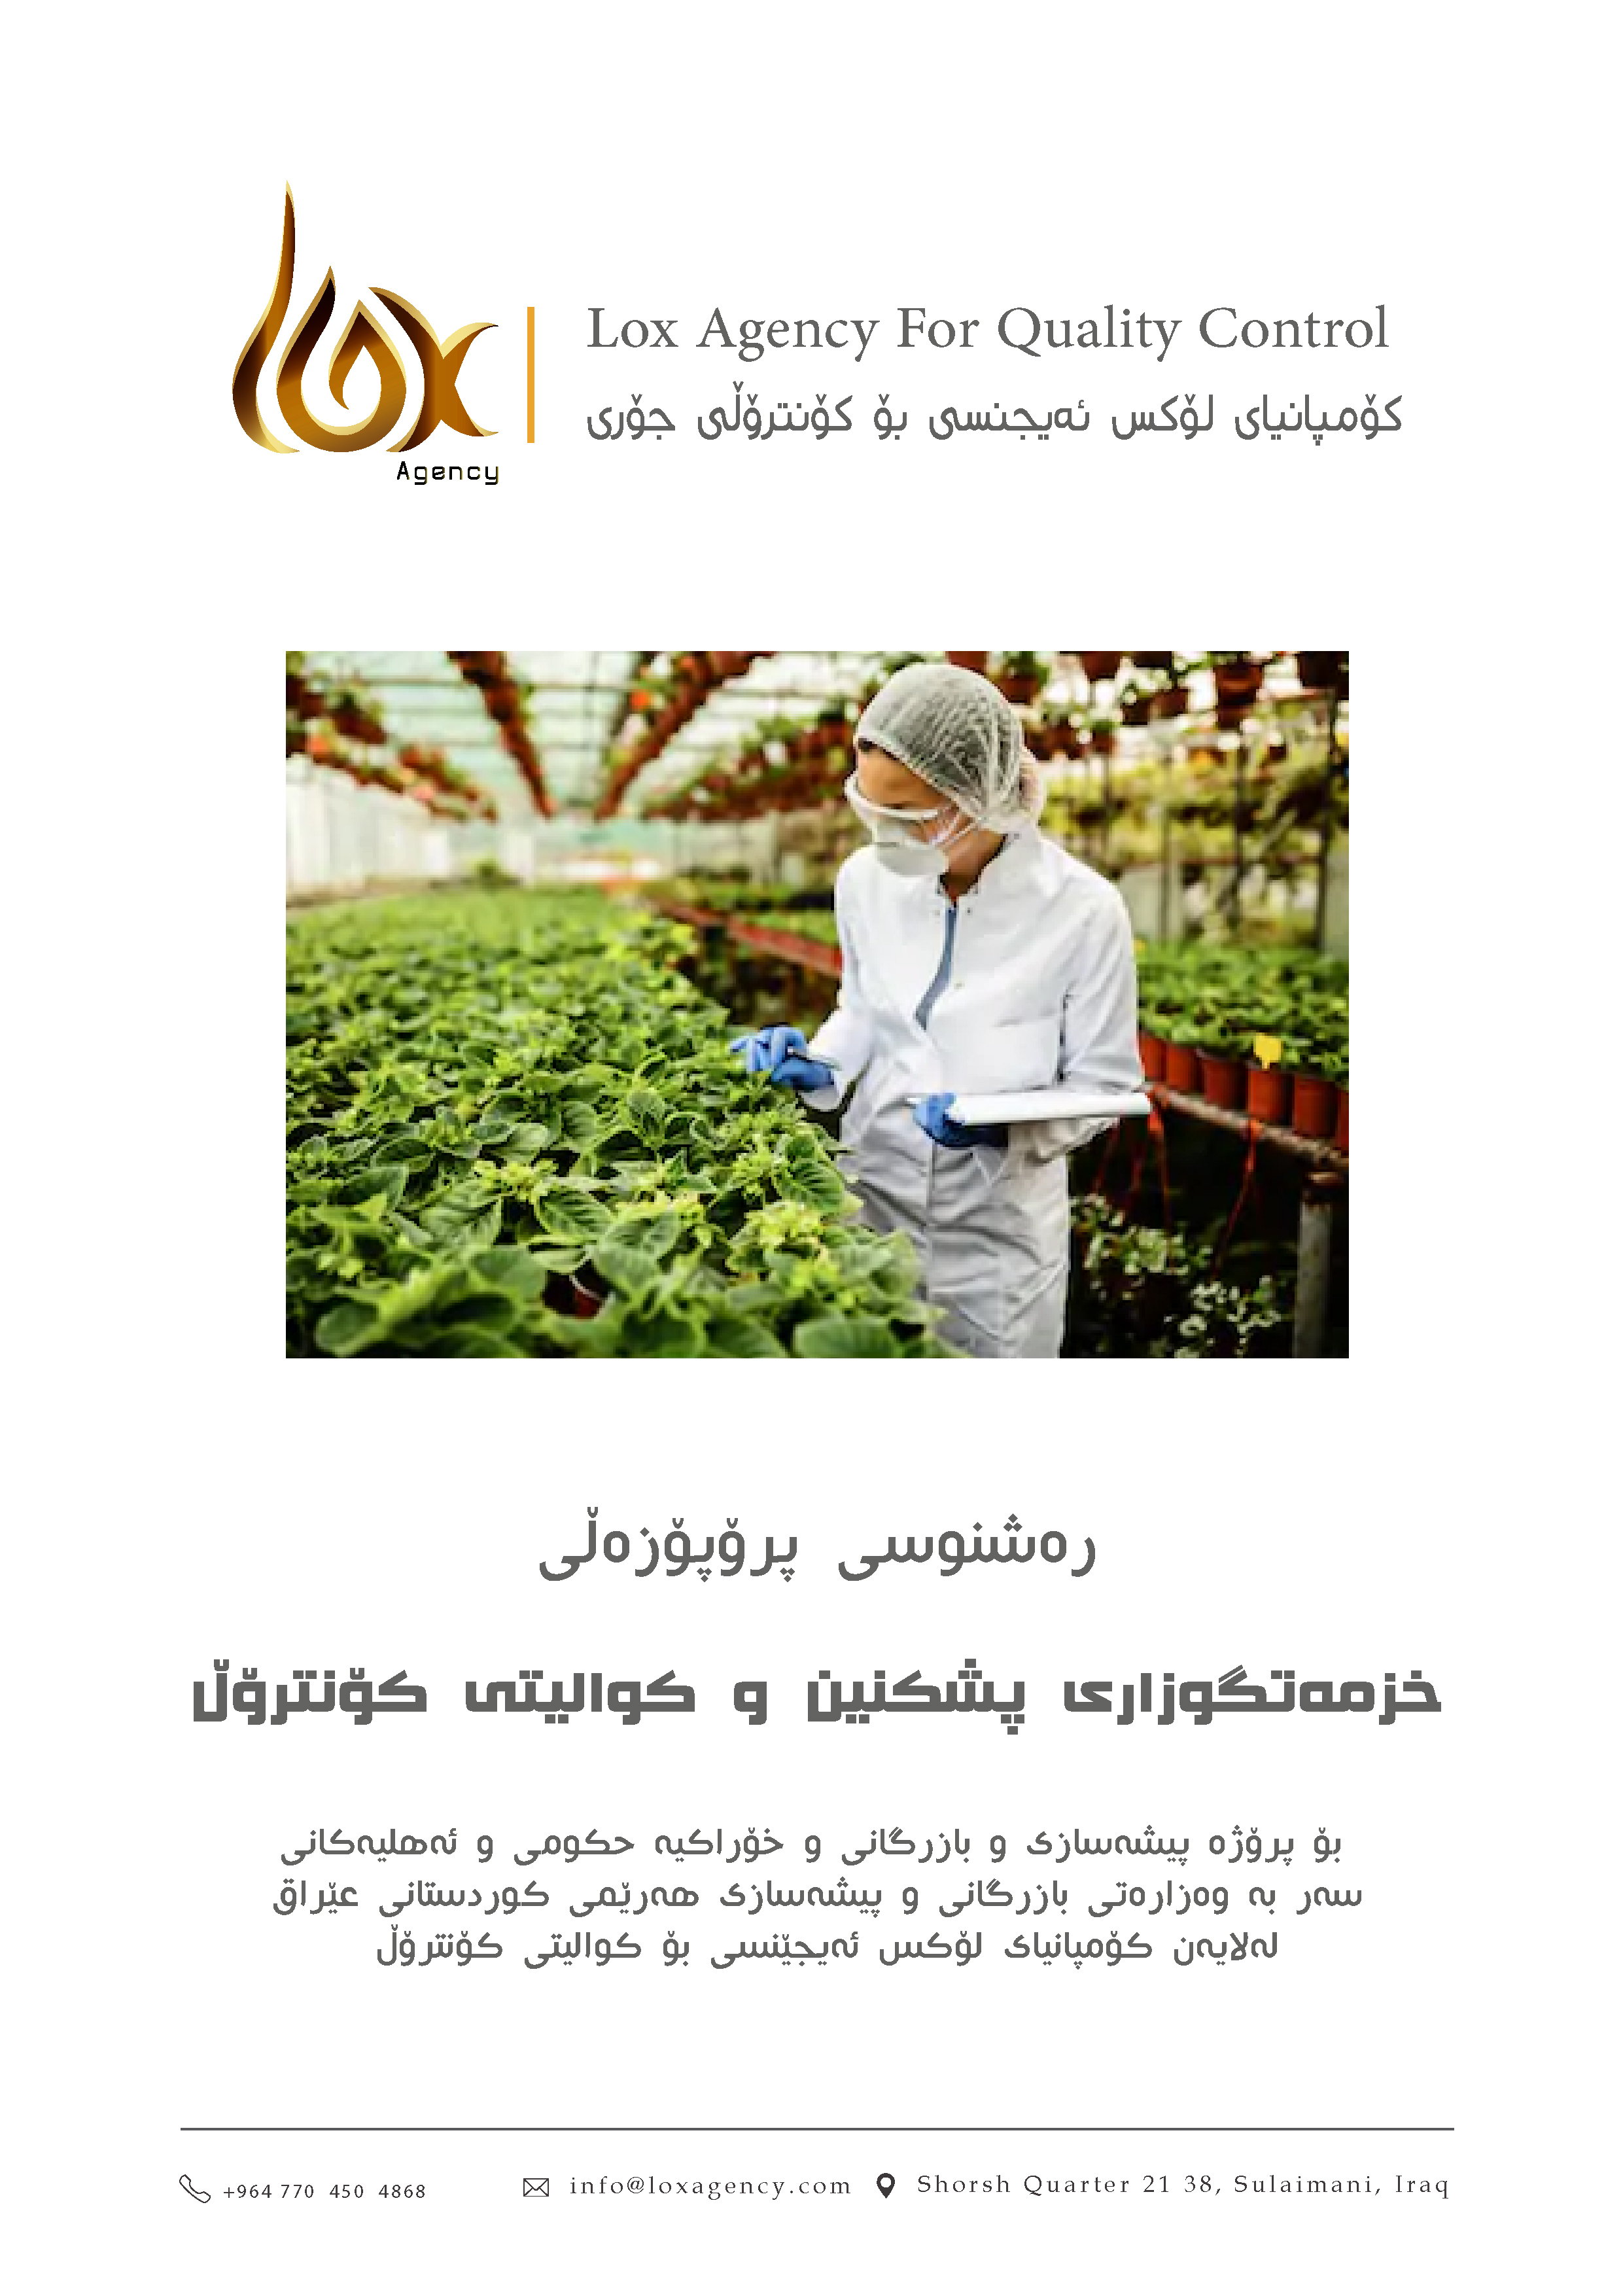 lox
Agency
Lox Agency For Quality Control
کۆمپانیای لۆکس ئەیجنسی بۆ کۆنترۆڵی جۆری
رەشنوسی پرۆپۆزەڵی
خزمەتگوزاری پشکنین و کوالیتی کۆنترۆڵ
بۆ پرۆژە پیشەسازی و بازرگانی و خۆراکیە حکومی و ئەهلیەکانی
سەر بە وەزارەتی بازرگانی و پیشەسازی هەرێمی کوردستانی عێراق
لەلایەن کۆمپانیای لۆکس ئەیجێنسی بۆ کوالیتی کۆنترۆڵ
+964 770 450 4868
info@loxagency.com
Shorsh Quarter 21 38, Sulaimani, Iraq